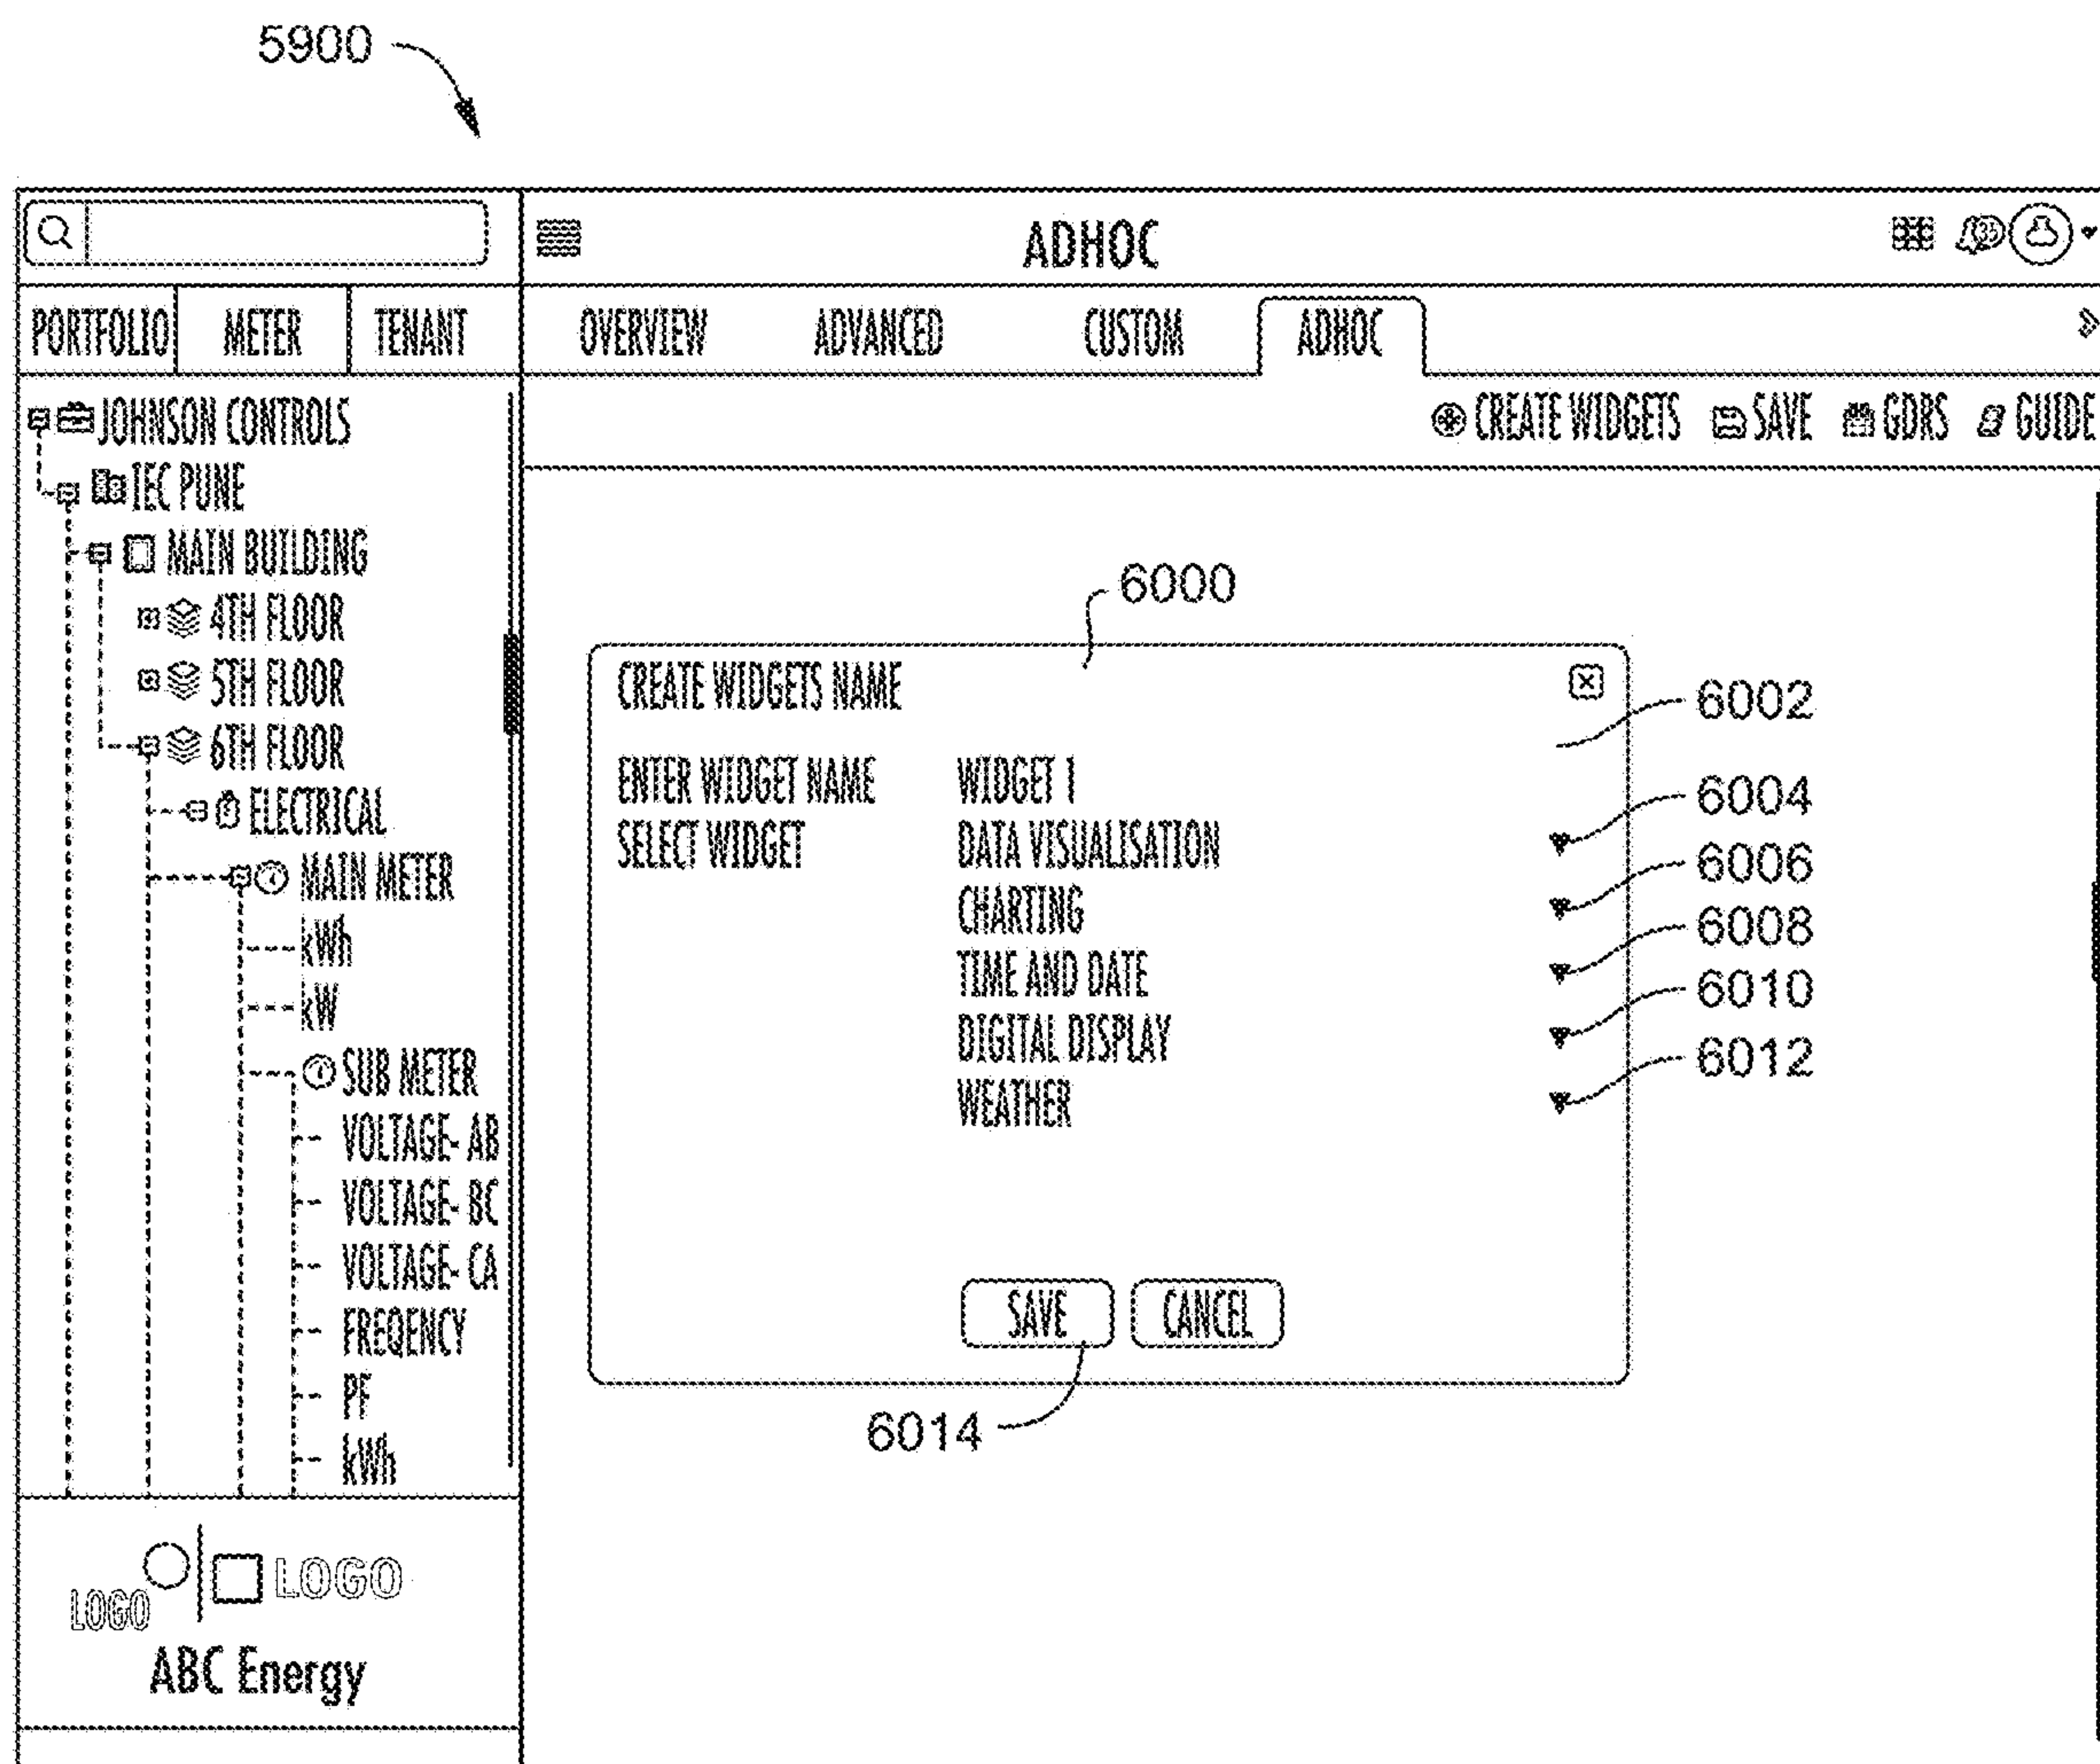 5900
ADHOC
35
PORTFOLIO METER TENANT
OVERVIEW ADVANCED CUSTOM ADHOC
CREATE WIDGETS SAVE GDRS GUIDE
JOHNSON CONTROLS
IEC PUNE
MAIN BUILDING
4TH FLOOR
5TH FLOOR
6TH FLOOR
ELECTRICAL
MAIN METER
kWh
kW
SUB METER
VOLTAGE- AB
VOLTAGE- BC
VOLTAGE- CA
FREQENCY
PF
kWh
LOGO
LOGO
ABC Energy
6000
CREATE WIDGETS NAME
6002
ENTER WIDGET NAME WIDGET 1
6004
SELECT WIDGET DATA VISUALISATION
6006
CHARTING
6008
TIME AND DATE
6010
DIGITAL DISPLAY
6012
WEATHER
SAVE CANCEL
6014